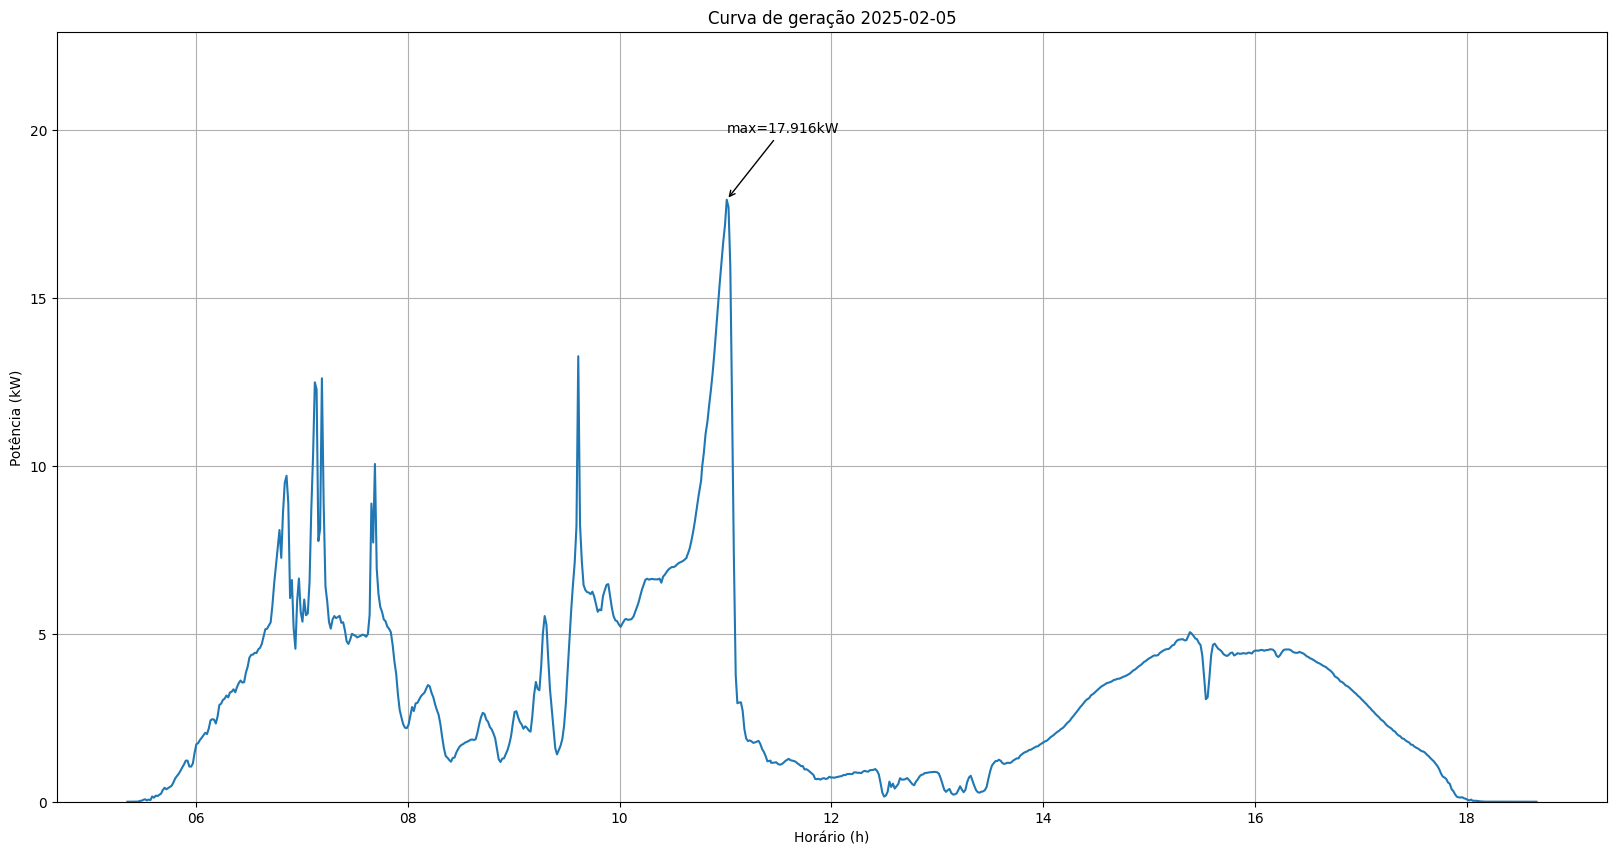 Curva de geração 2025-02-05
max=17.916kW
Potência (kW)
20
15
10
5
0
06 08 10 12 14 16 18
Horário (h)